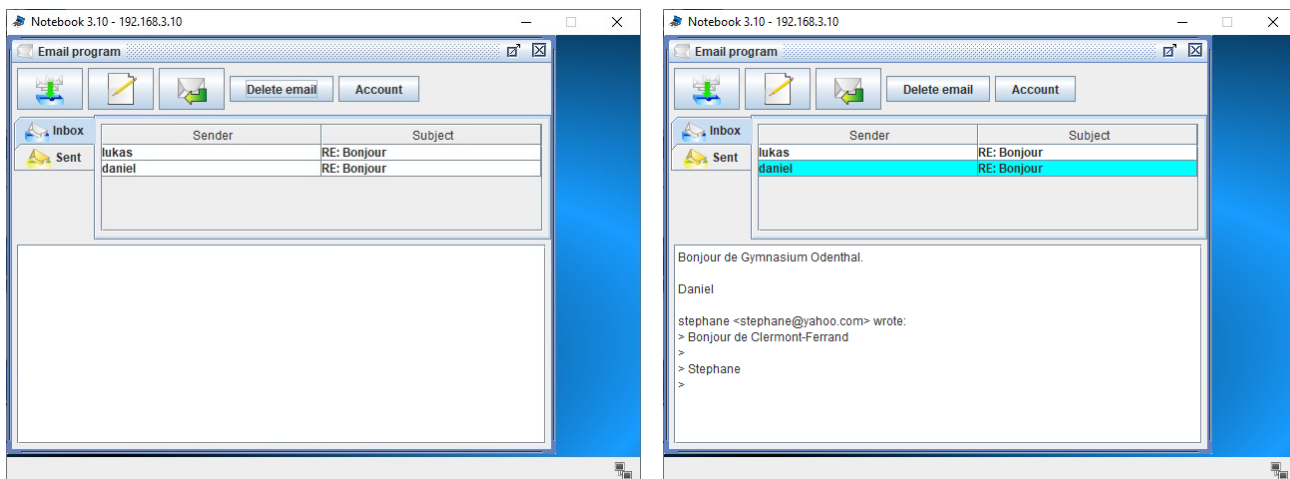 Notebook 3.10 - 192.168.3.10
Email program
Delete email Account
Inbox
Sent
Sender Subject
lukas RE: Bonjour
daniel RE: Bonjour
Notebook 3.10 - 192.168.3.10
Email program
Delete email Account
Inbox
Sent
Sender Subject
lukas RE: Bonjour
daniel RE: Bonjour
Bonjour de Gymnasium Odenthal.
Daniel
stephane <stephane@yahoo.com> wrote:
> Bonjour de Clermont-Ferrand
>
> Stephane
>